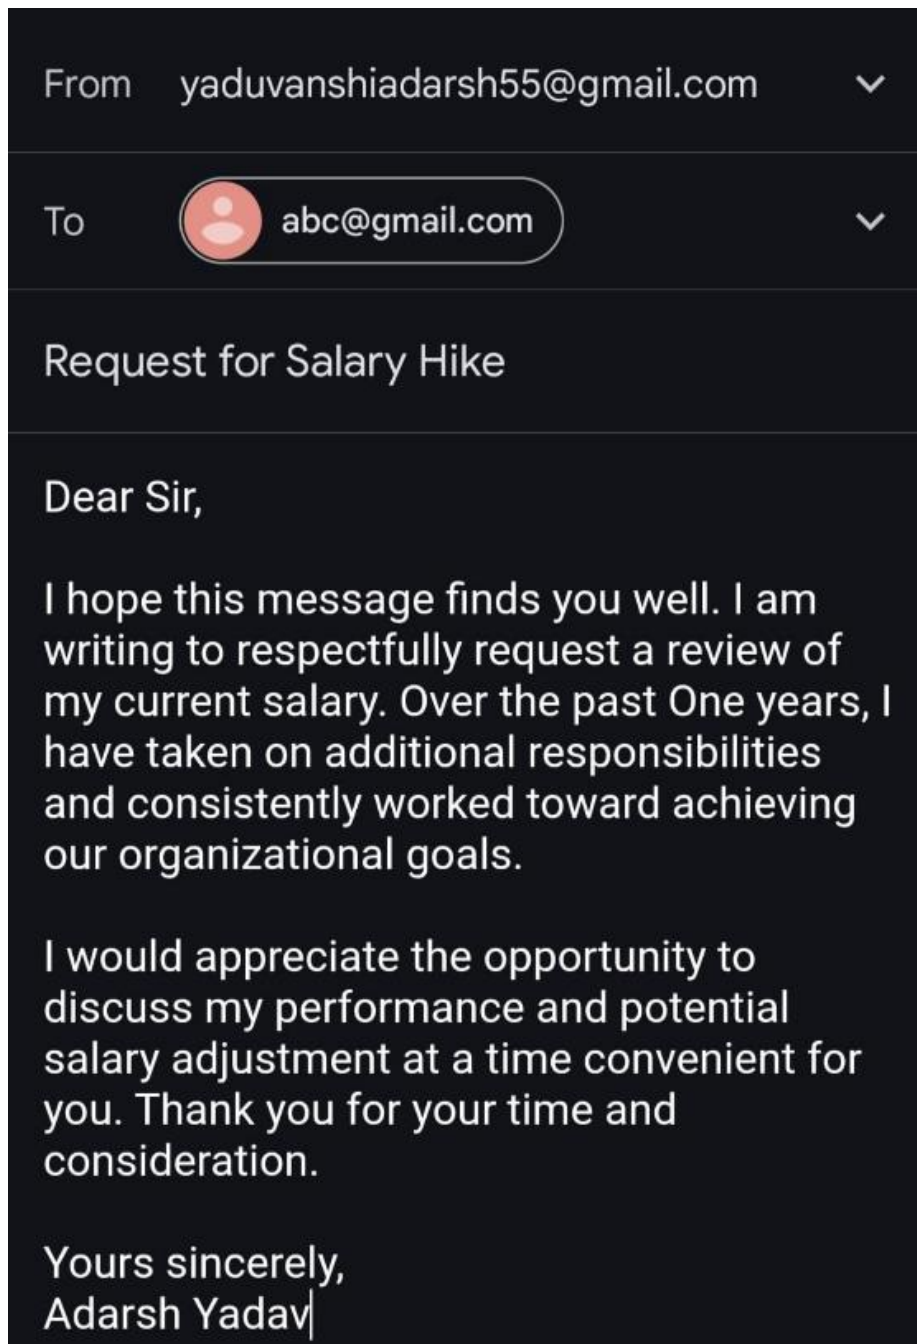 From yaduvanshiadarsh55@gmail.com
To abc@gmail.com
Request for Salary Hike
Dear Sir,
I hope this message finds you well. I am
writing to respectfully request a review of
my current salary. Over the past One years, I
have taken on additional responsibilities
and consistently worked toward achieving
our organizational goals.
I would appreciate the opportunity to
discuss my performance and potential
salary adjustment at a time convenient for
you. Thank you for your time and
consideration.
Yours sincerely,
Adarsh Yadav